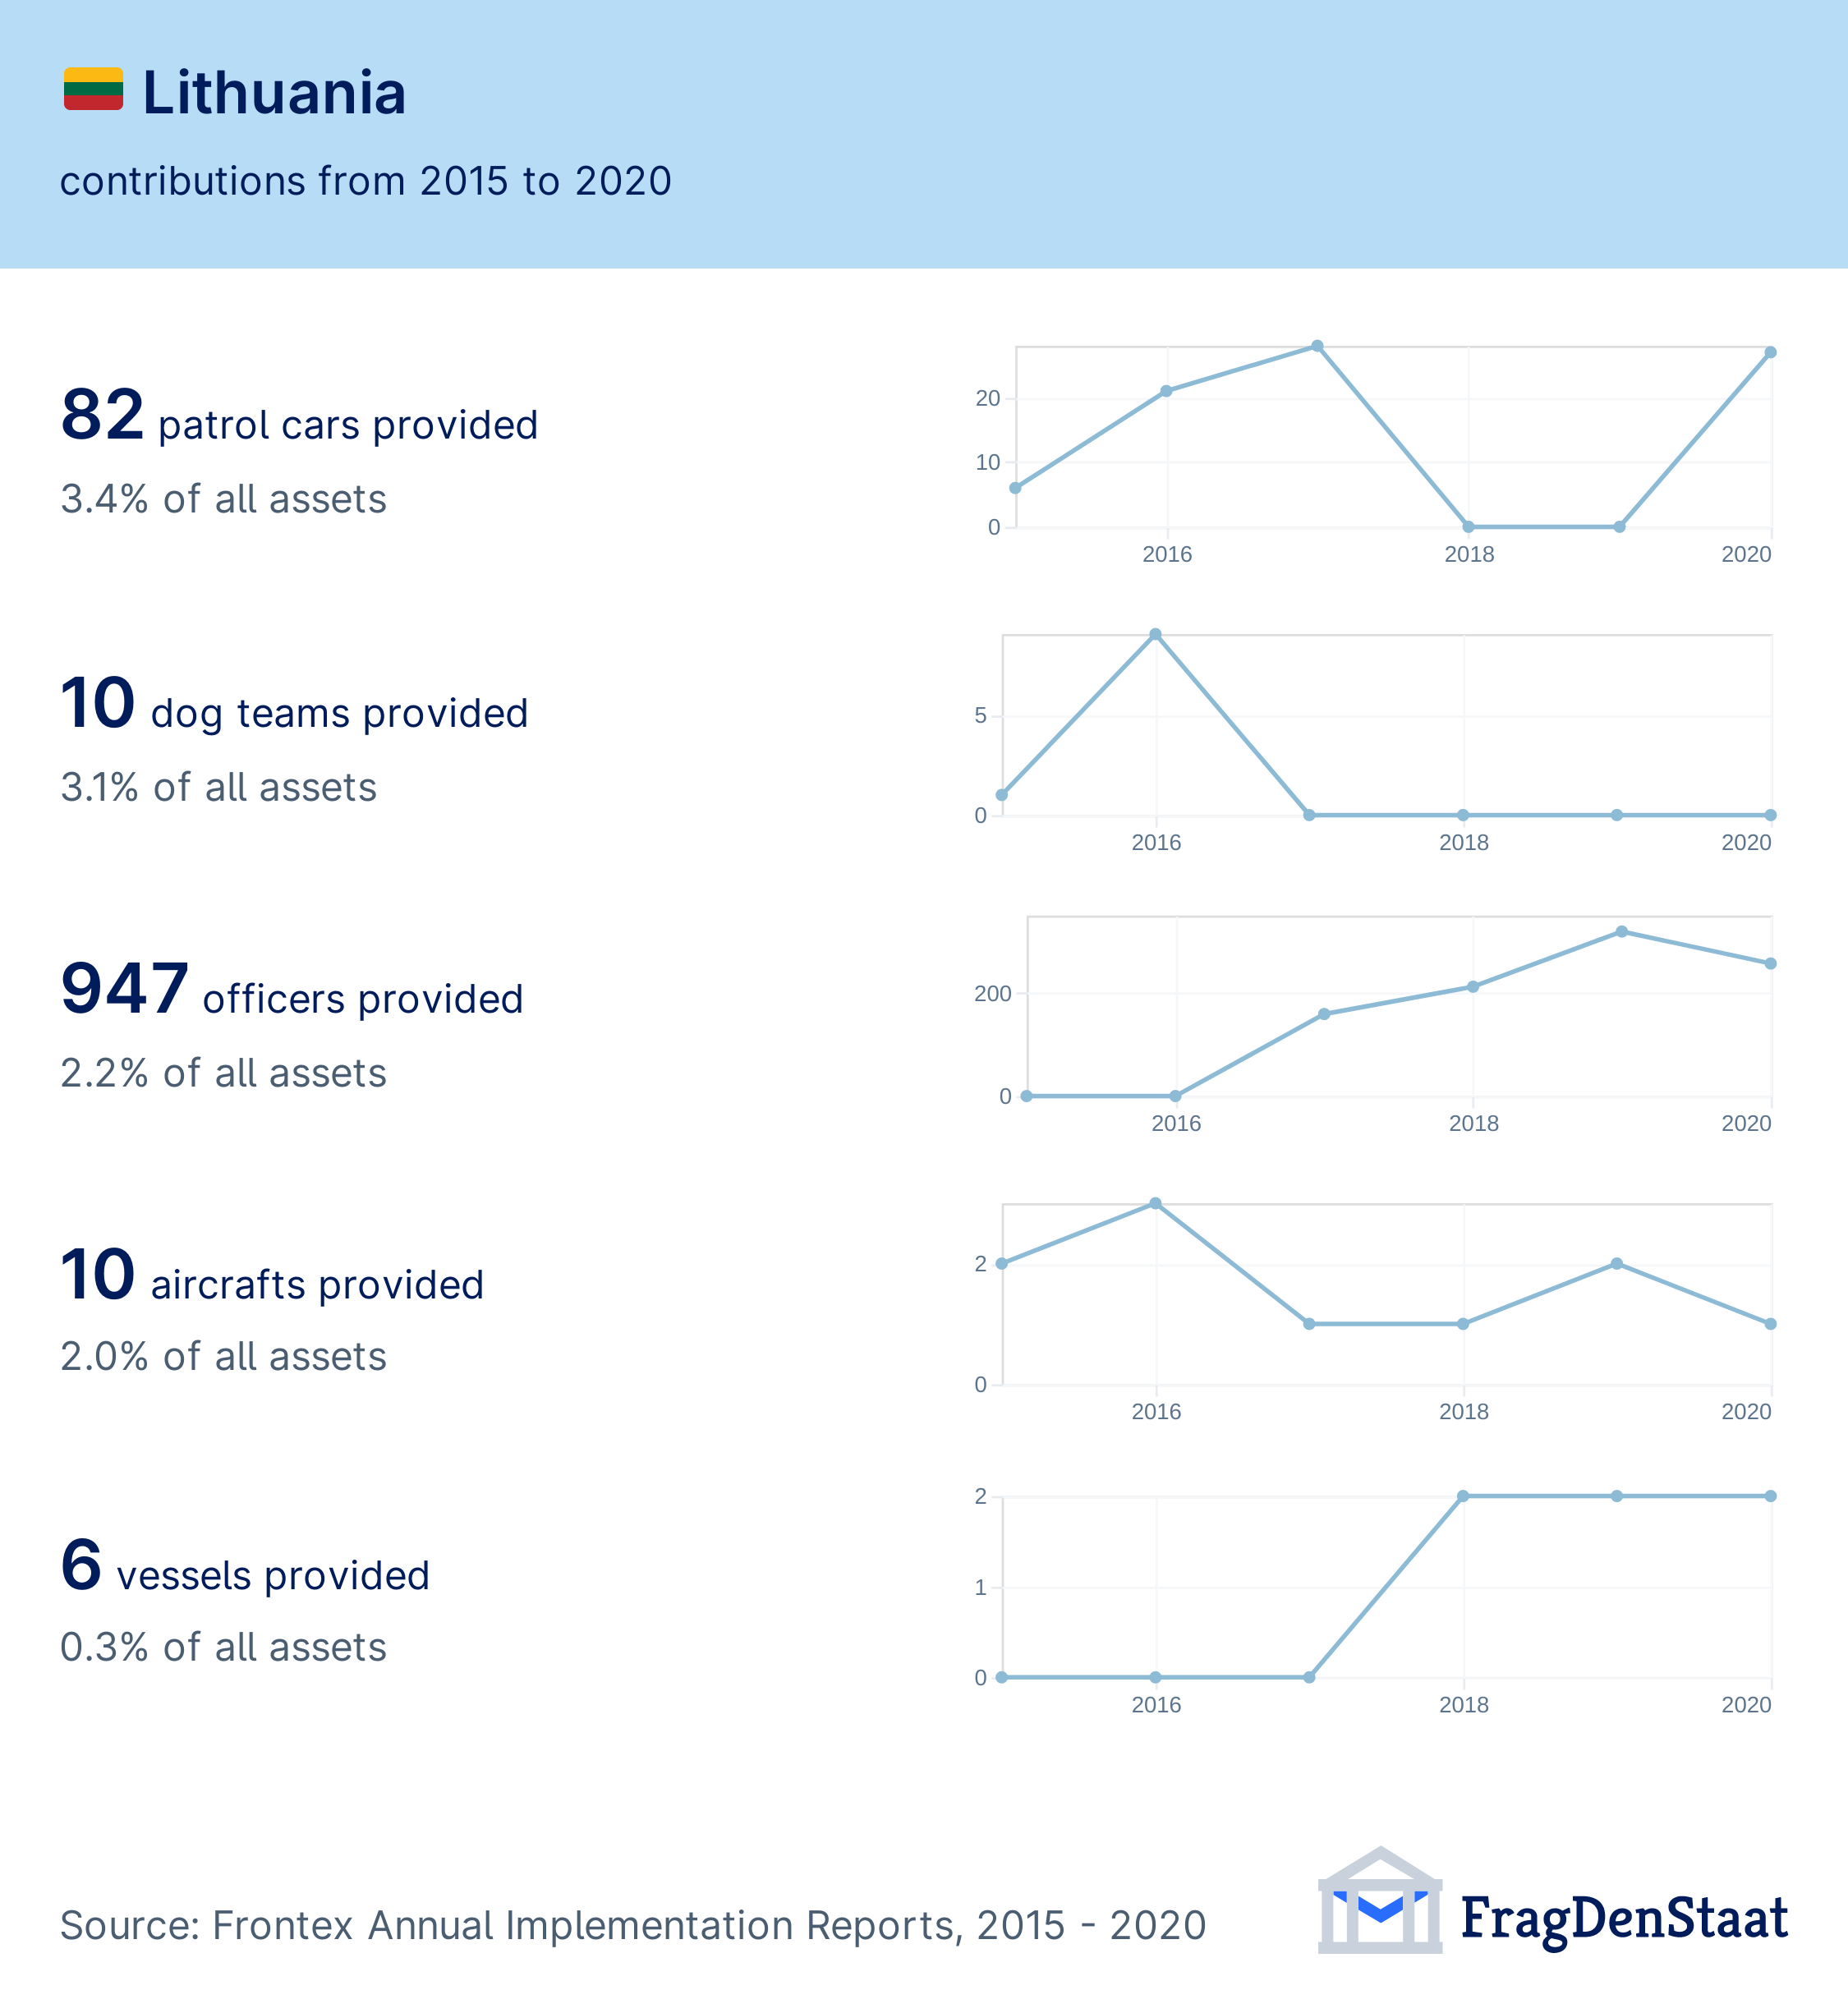 Lithuania
contributions from 2015 to 2020
82 patrol cars provided
3.4% of all assets
20
10
0
2016 2018 2020
10 dog teams provided
3.1% of all assets
5
0
2016 2018 2020
947 officers provided
2.2% of all assets
200
0
2016 2018 2020
10 aircrafts provided
2.0% of all assets
2
0
2016 2018 2020
6 vessels provided
0.3% of all assets
2
1
0
2016 2018 2020
Source: Frontex Annual Implementation Reports, 2015 - 2020
FragDenStaat